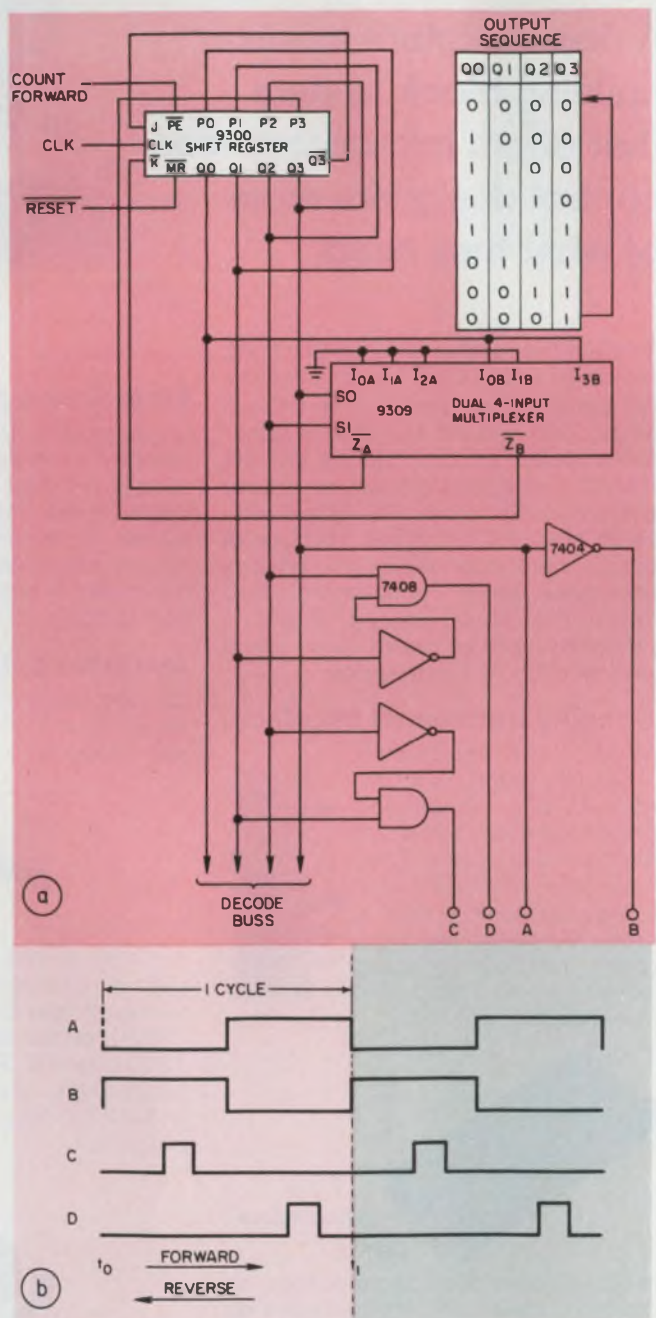 OUTPUT
SEQUENCE
Q0 Q1 Q2 Q3
0 0 0 0
1 0 0 0
1 1 0 0
1 1 1 0
1 1 1 1
0 1 1 1
0 0 1 1
0 0 0 1
COUNT
FORWARD
CLK
RESET
J PE P0 P1 P2 P3
9300
CLK SHIFT REGISTER Q3
K MR Q0 Q1 Q2 Q3
I0A I1A I2A I0B I1B I3B
S0
9309 DUAL 4-INPUT
MULTIPLEXER
S1
ZA ZB
7404
7408
a
DECODE
BUSS
C D A B
1 CYCLE
A
B
C
D
t0 FORWARD t1
REVERSE
b